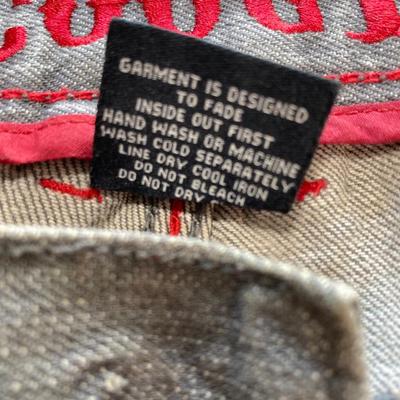 GARMENT IS DESIGNED
TO FADE
INSIDE OUT FIRST
HAND WASH OR MACHINE
WASH COLD SEPARATELY
LINE DRY COOL IRON
DO NOT BLEACH
DO NOT DRY